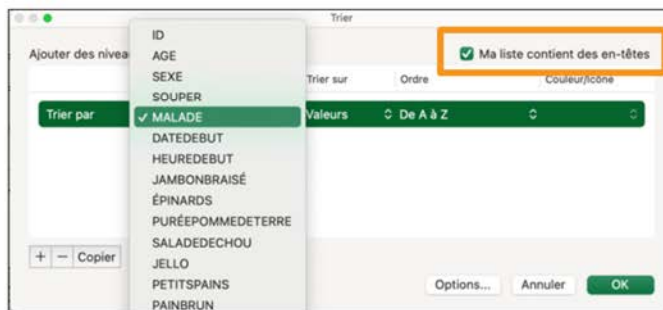 Trier
Ajouter des nivea
Ma liste contient des en-têtes
Trier sur Ordre Couleur/Icône
Trier par Valeurs De A à Z
ID
AGE
SEXE
SOUPER
✓ MALADE
DATEDEBUT
HEUREDEBUT
JAMBONBRAISÉ
ÉPINARDS
PURÉEPOMMEDETERRE
SALADEDECHOU
JELLO
PETITSPAINS
PAINBRUN
+ − Copier
Options... Annuler OK